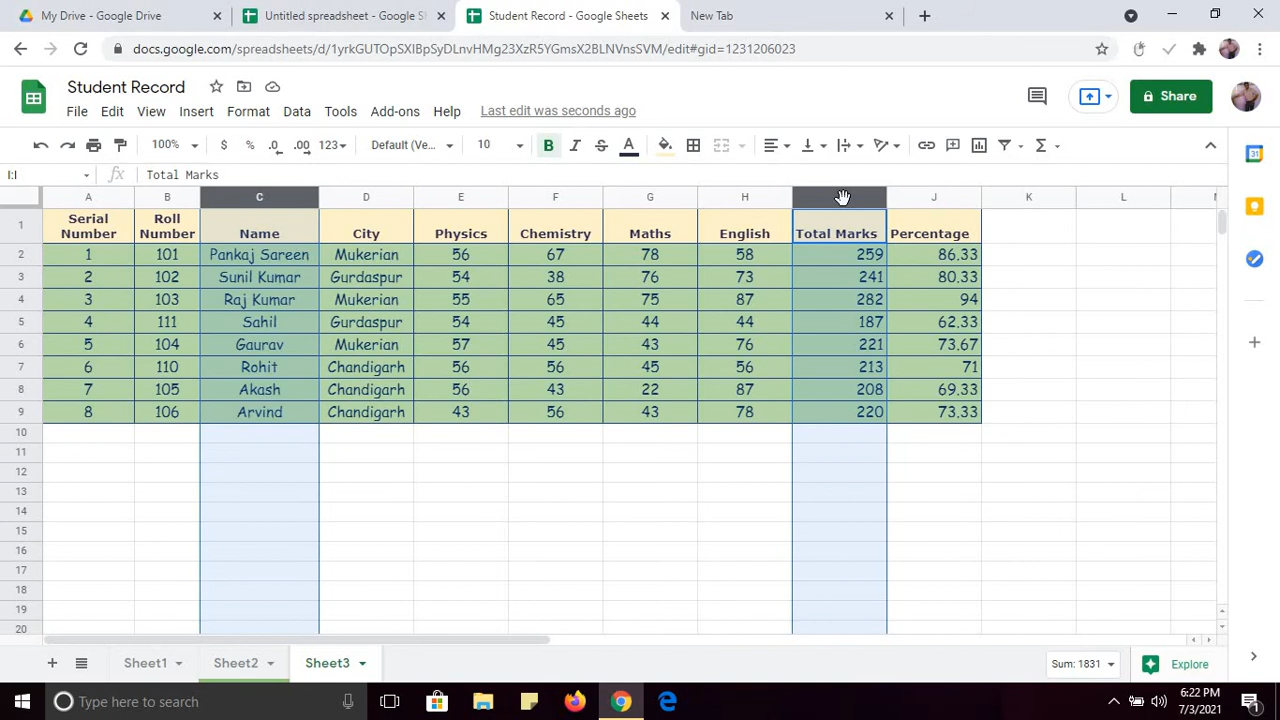 My Drive - Google Drive
Untitled spreadsheet - Google S
Student Record - Google Sheets
New Tab
docs.google.com/spreadsheets/d/1yrkGUTOpSXIBpSyDLnvHMg23XzR5YGmsX2BLNVnsSVM/edit#gid=1231206023
Student Record
File Edit View Insert Format Data Tools Add-ons Help Last edit was seconds ago
Share
100% $ % .0 .00 123 Default (Ve... 10 B I S A
I:I fx Total Marks
A B C D E F G H J K L
1 Serial Number Roll Number Name City Physics Chemistry Maths English Total Marks Percentage
2 1 101 Pankaj Sareen Mukerian 56 67 78 58 259 86.33
3 2 102 Sunil Kumar Gurdaspur 54 38 76 73 241 80.33
4 3 103 Raj Kumar Mukerian 55 65 75 87 282 94
5 4 111 Sahil Gurdaspur 54 45 44 44 187 62.33
6 5 104 Gaurav Mukerian 57 45 43 76 221 73.67
7 6 110 Rohit Chandigarh 56 56 45 56 213 71
8 7 105 Akash Chandigarh 56 43 22 87 208 69.33
9 8 106 Arvind Chandigarh 43 56 43 78 220 73.33
10
11
12
13
14
15
16
17
18
19
20
Sheet1 Sheet2 Sheet3 Sum: 1831 Explore
Type here to search
6:22 PM
7/3/2021